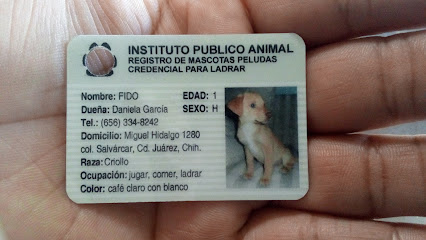 INSTITUTO PUBLICO ANIMAL
REGISTRO DE MASCOTAS PELUDAS
CREDENCIAL PARA LADRAR
Nombre: FIDO EDAD: 1
Dueña: Daniela García SEXO: H
Tel.: (656) 334-8242
Domicilio: Miguel Hidalgo 1280
col. Salvárcar, Cd. Juárez, Chih.
Raza: Criollo
Ocupación: jugar, comer, ladrar
Color: café claro con blanco